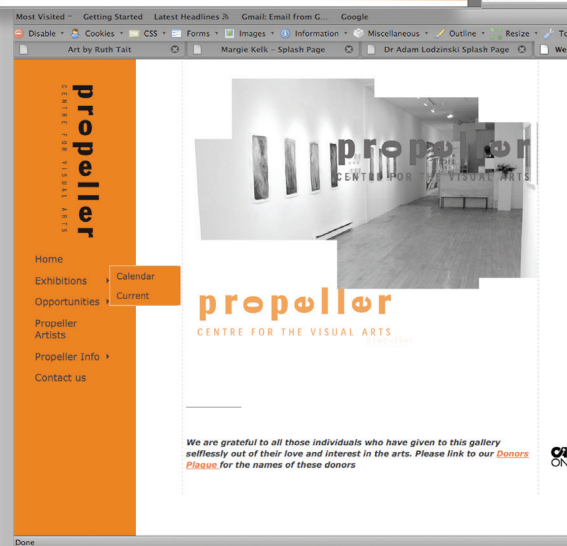 Most Visited Getting Started Latest Headlines Gmail: Email from G... Google
Disable Cookies CSS Forms Images Information Miscellaneous Outline Resize
Art by Ruth Tait Margie Kelk – Splash Page Dr Adam Lodzinski Splash Page We
propeller
CENTRE FOR VISUAL ARTS
Home
Exhibitions
Calendar
Current
Opportunities
Propeller
Artists
Propeller Info
Contact us
propeller
CENTRE FOR THE VISUAL ARTS
propeller
CENTRE FOR THE VISUAL ARTS
We are grateful to all those individuals who have given to this gallery
selflessly out of their love and interest in the arts. Please link to our Donors
Plaque for the names of these donors
ON
Done